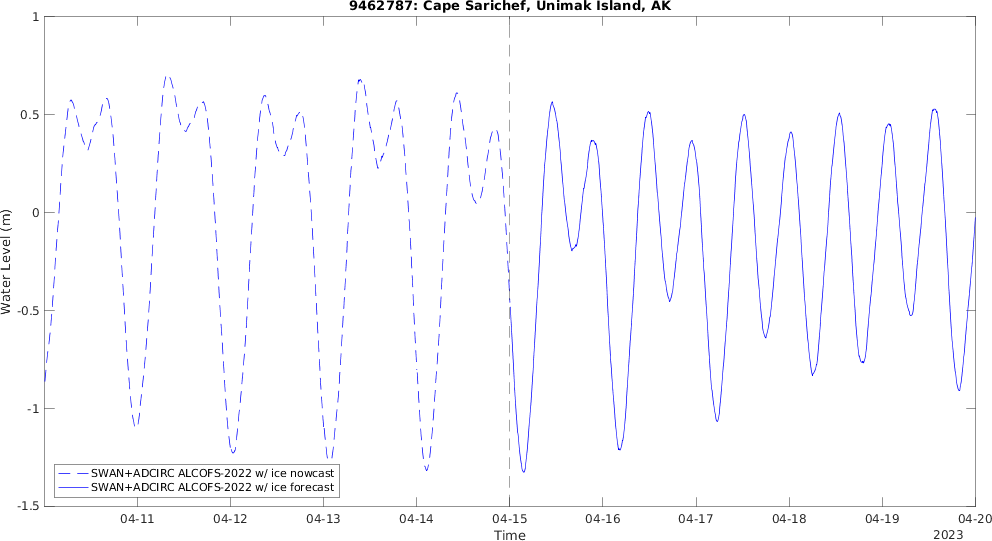 9462787: Cape Sarichef, Unimak Island, AK
1
0.5
0
-0.5
-1
-1.5
Water Level (m)
SWAN+ADCIRC ALCOFS-2022 w/ ice nowcast
SWAN+ADCIRC ALCOFS-2022 w/ ice forecast
04-11 04-12 04-13 04-14 04-15 04-16 04-17 04-18 04-19 04-20
Time
2023